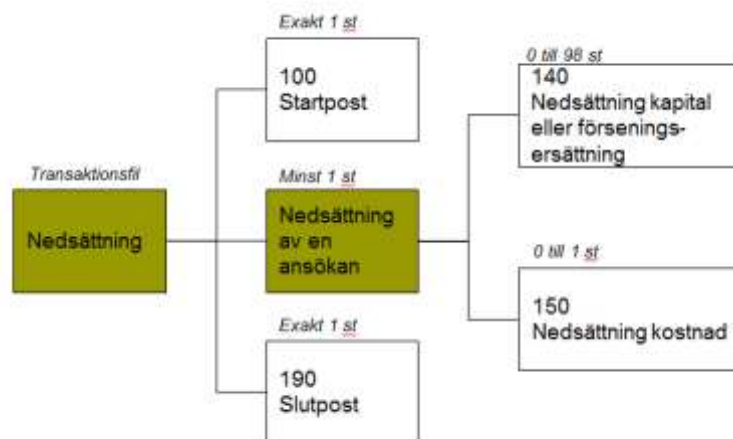 Transaktionsfil
Nedsättning
Exakt 1 st
100
Startpost
Minst 1 st
Nedsättning
av en
ansökan
Exakt 1 st
190
Slutpost
0 till 98 st
140
Nedsättning kapital
eller försenings-
ersättning
0 till 1 st
150
Nedsättning kostnad